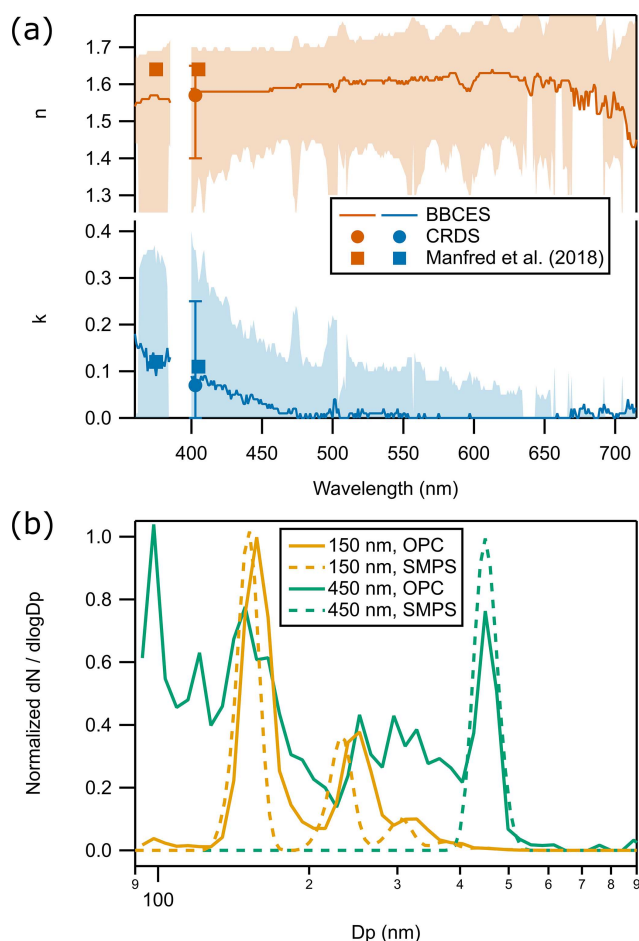 (a)
1.7
1.6
1.5
1.4
1.3
n
BBCES
CRDS
Manfred et al. (2018)
0.4
0.3
0.2
0.1
0.0
k
400 450 500 550 600 650 700
Wavelength (nm)
(b)
1.0
0.8
0.6
0.4
0.2
0.0
Normalized dN / dlogDp
150 nm, OPC
150 nm, SMPS
450 nm, OPC
450 nm, SMPS
9 100 2 3 4 5 6 7 8 9
Dp (nm)